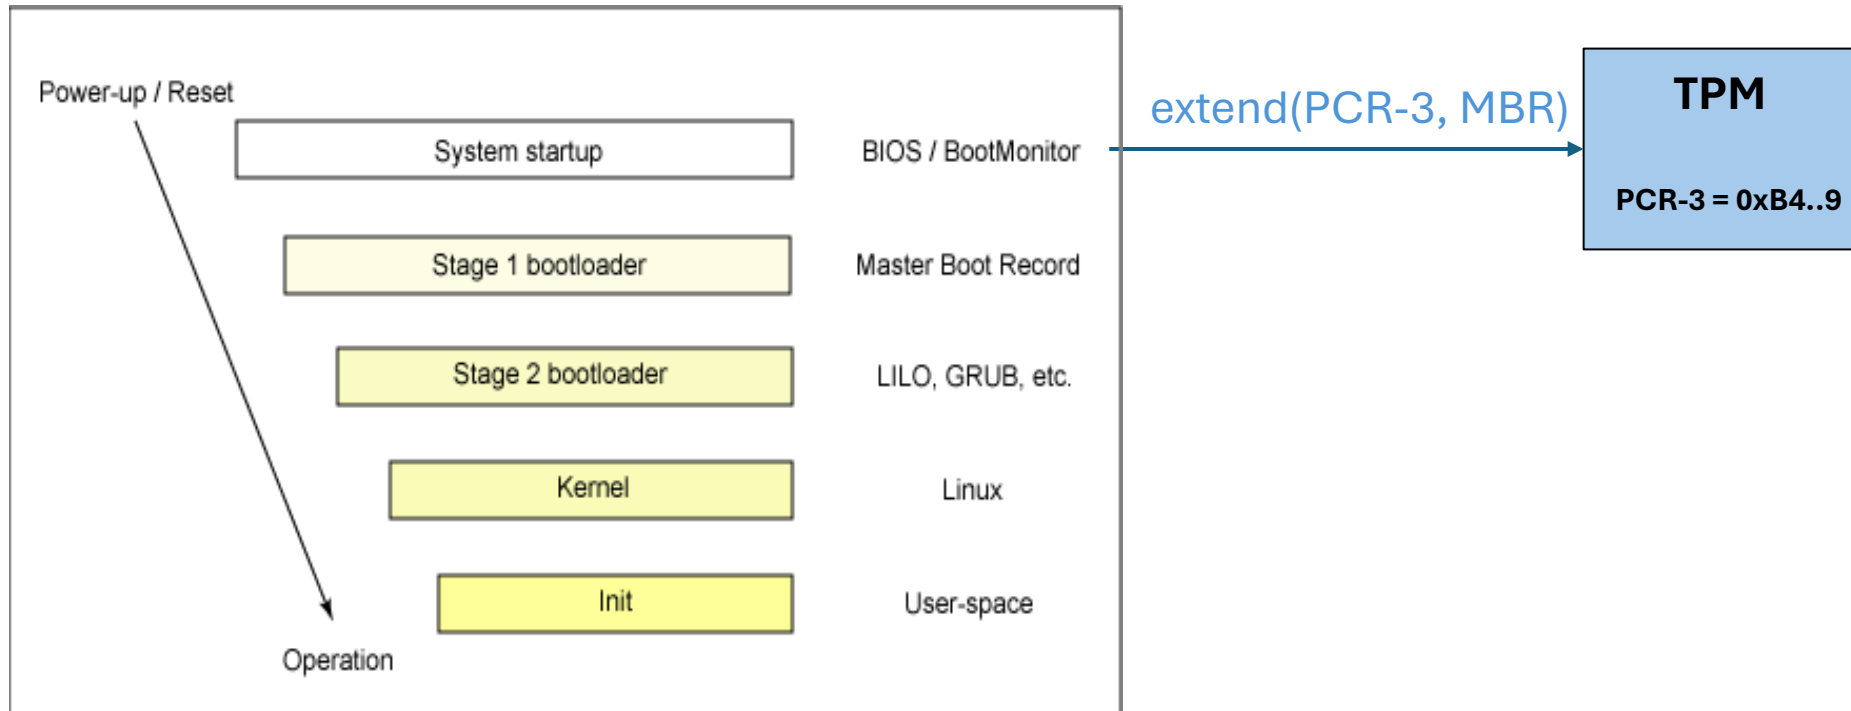 Power-up / Reset
System startup
BIOS / BootMonitor
extend(PCR-3, MBR)
TPM
PCR-3 = 0xB4..9
Stage 1 bootloader
Master Boot Record
Stage 2 bootloader
LILO, GRUB, etc.
Kernel
Linux
Init
User-space
Operation